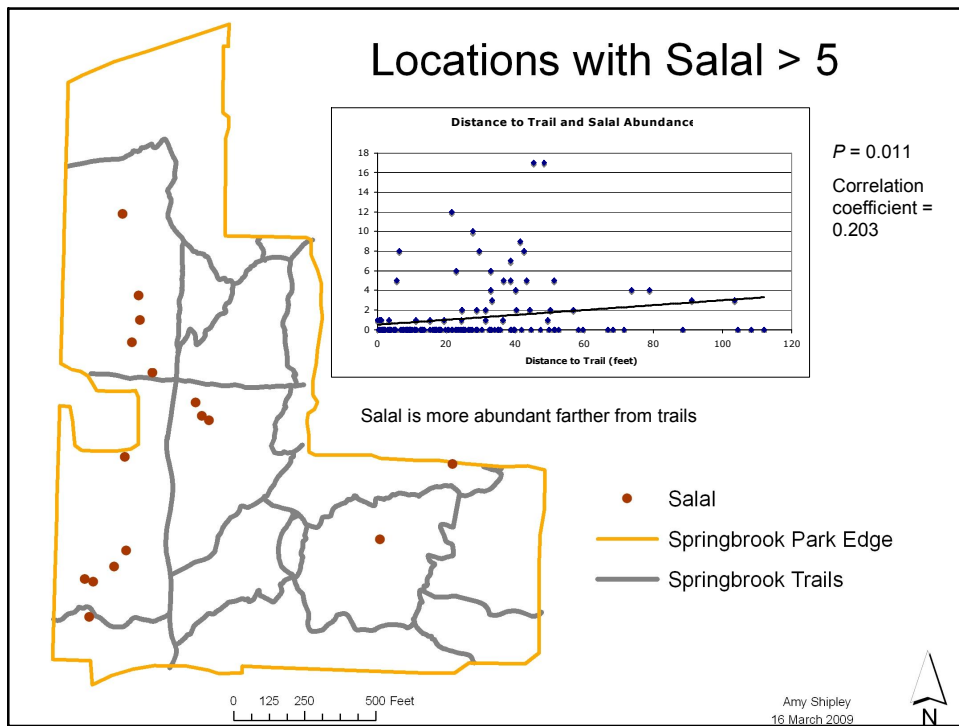 Locations with Salal > 5
Distance to Trail and Salal Abundance
18
16
14
12
10
8
6
4
2
0
0 20 40 60 80 100 120
Distance to Trail (feet)
P = 0.011
Correlation
coefficient =
0.203
Salal is more abundant farther from trails
Salal
Springbrook Park Edge
Springbrook Trails
0 125 250 500 Feet
Amy Shipley
16 March 2009
N